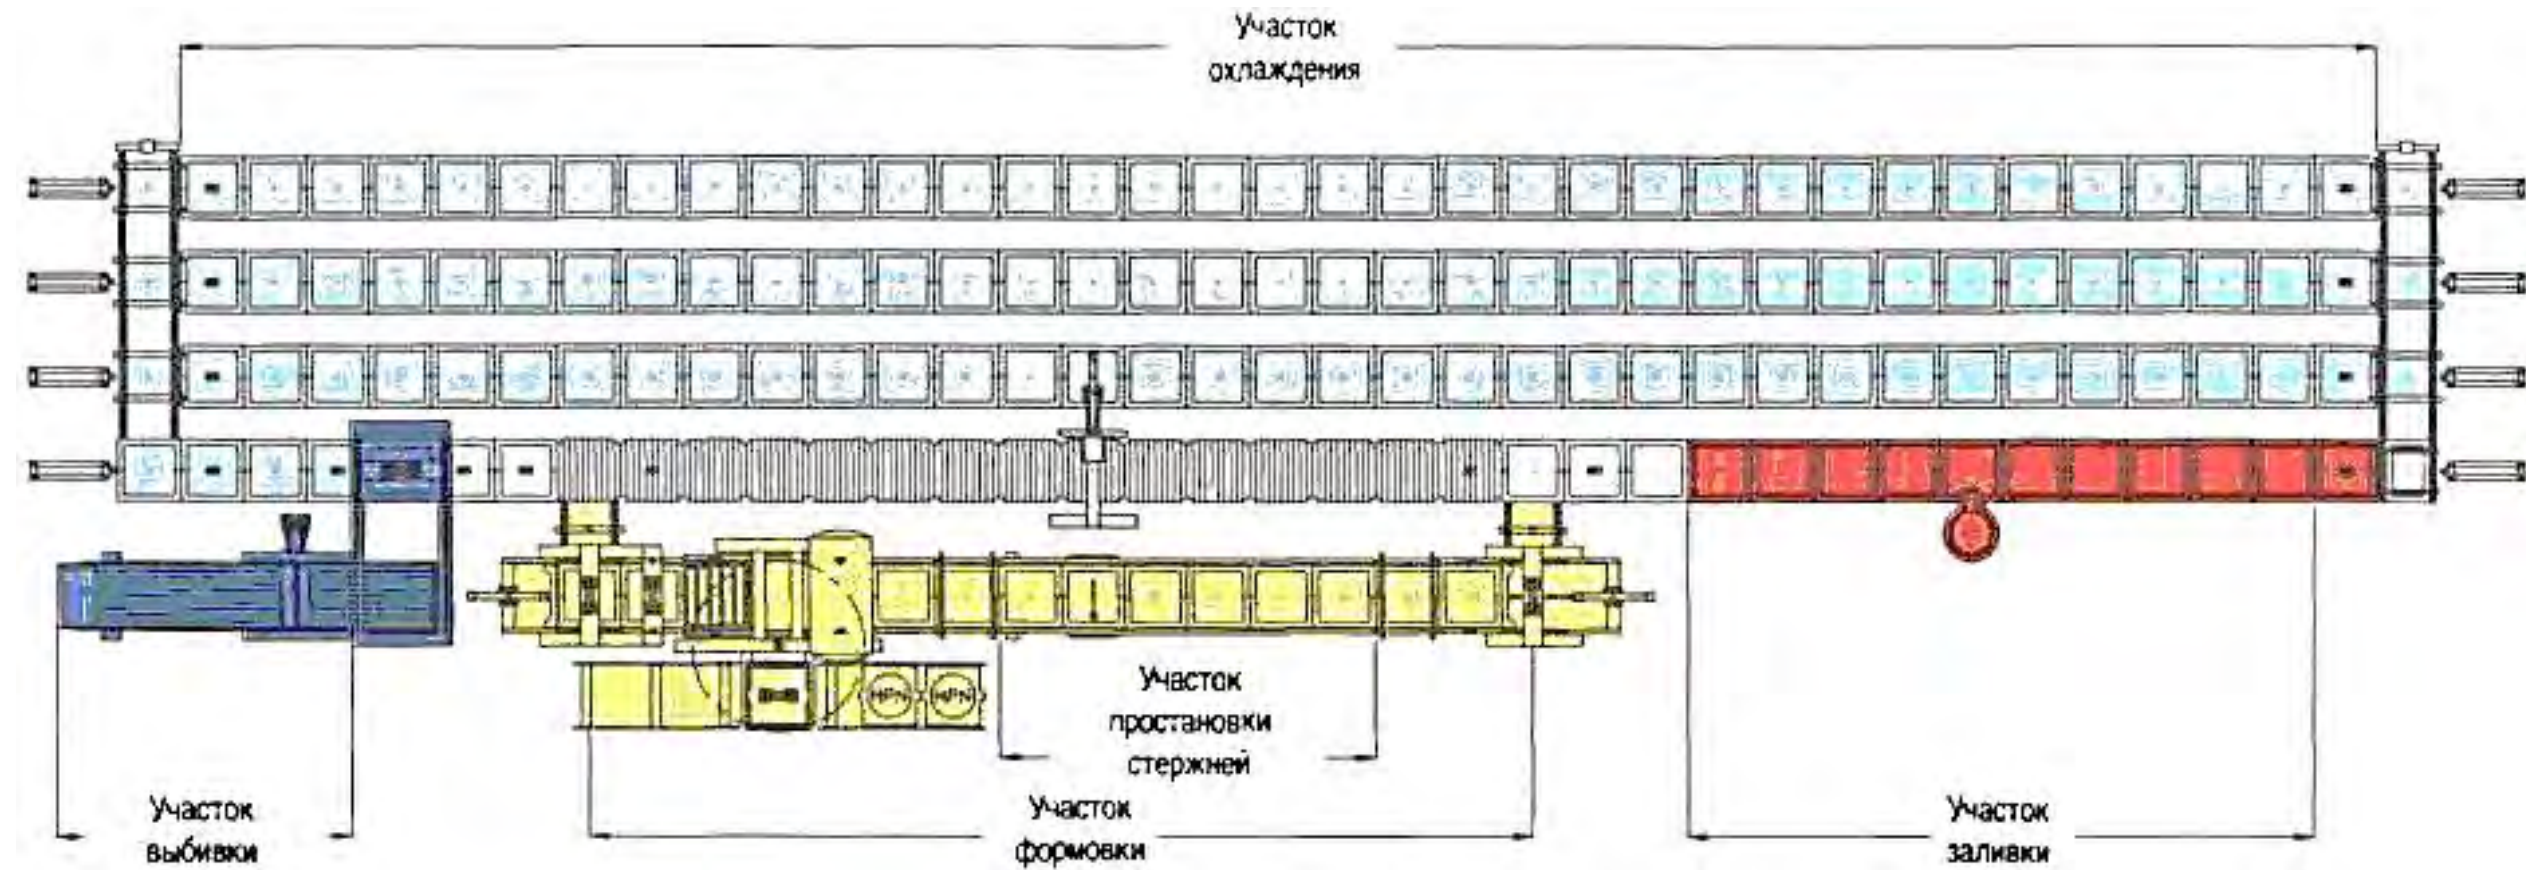 Участок
охлаждения
Участок
простановки
стержней
Участок
выбивки
Участок
формовки
Участок
заливки